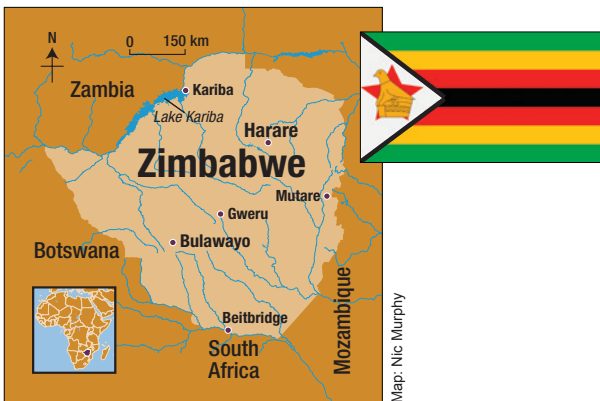 N
0 150 km
Zambia
Kariba
Lake Kariba
Harare
Zimbabwe
Mutare
Gweru
Bulawayo
Botswana
Beitbridge
South
Africa
Mozambique
Map: Nic Murphy